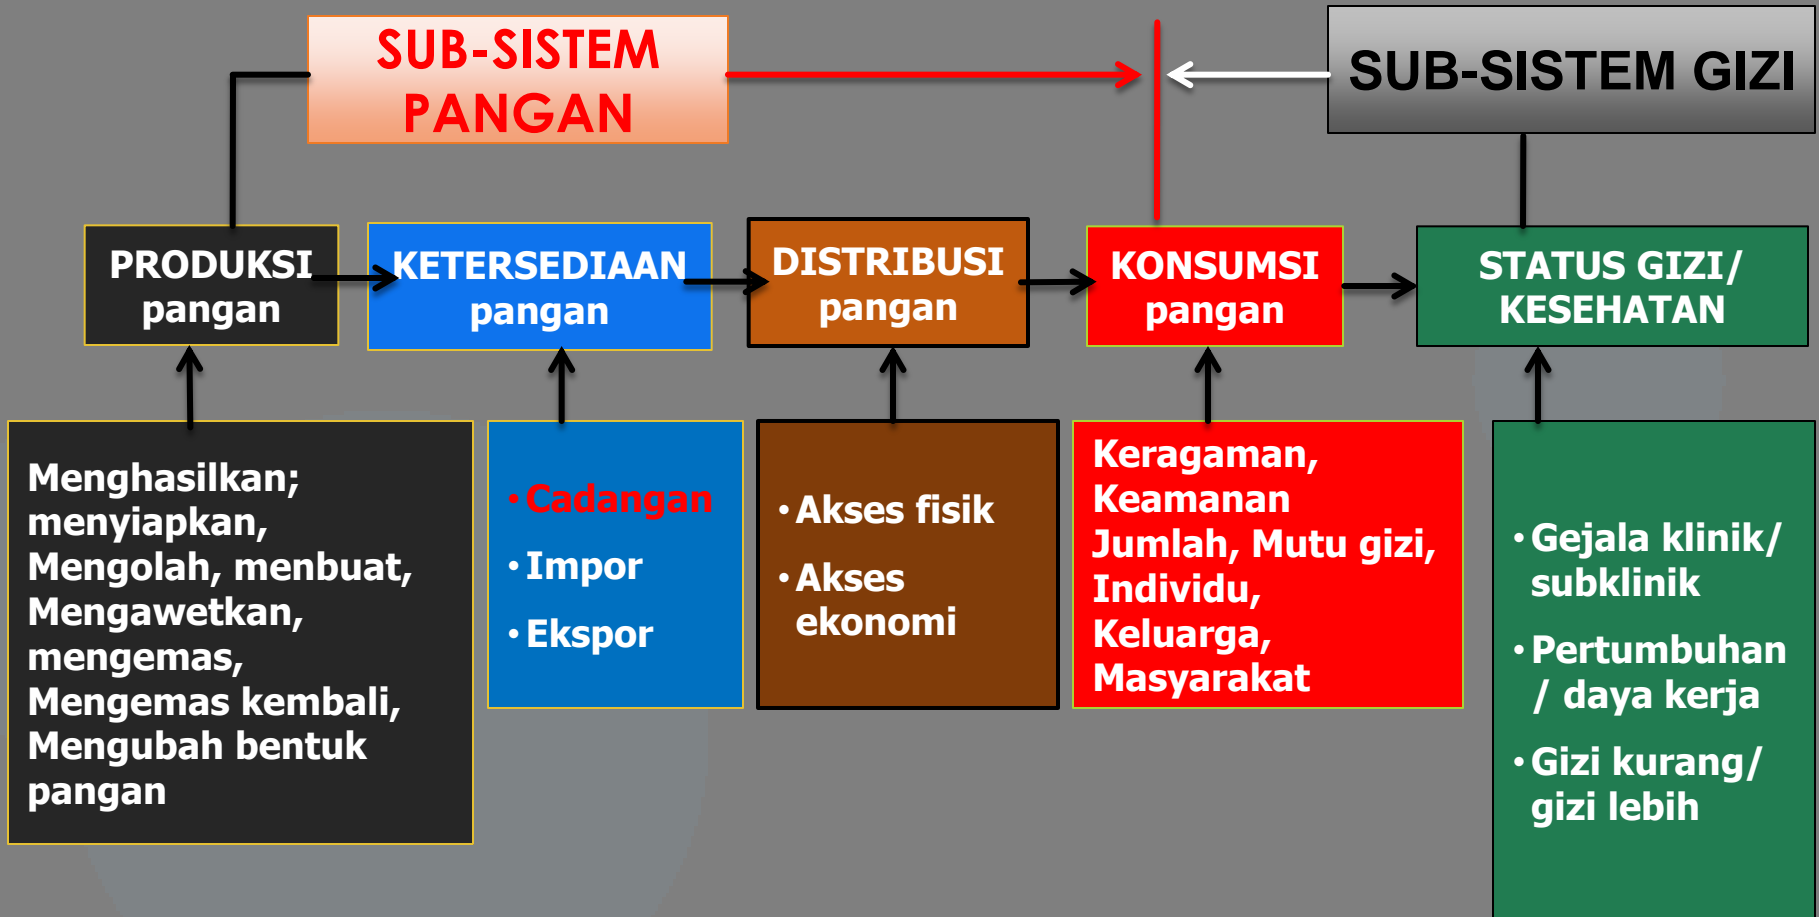 SUB-SISTEM
PANGAN
SUB-SISTEM GIZI
PRODUKSI
pangan
KETERSEDIAAN
pangan
DISTRIBUSI
pangan
KONSUMSI
pangan
STATUS GIZI/
KESEHATAN
Menghasilkan;
menyiapkan,
Mengolah, menbuat,
Mengawetkan,
mengemas,
Mengemas kembali,
Mengubah bentuk
pangan
• Cadangan
• Impor
• Ekspor
• Akses fisik
• Akses
ekonomi
Keragaman,
Keamanan
Jumlah, Mutu gizi,
Individu,
Keluarga,
Masyarakat
• Gejala klinik/
subklinik
• Pertumbuhan
/ daya kerja
• Gizi kurang/
gizi lebih